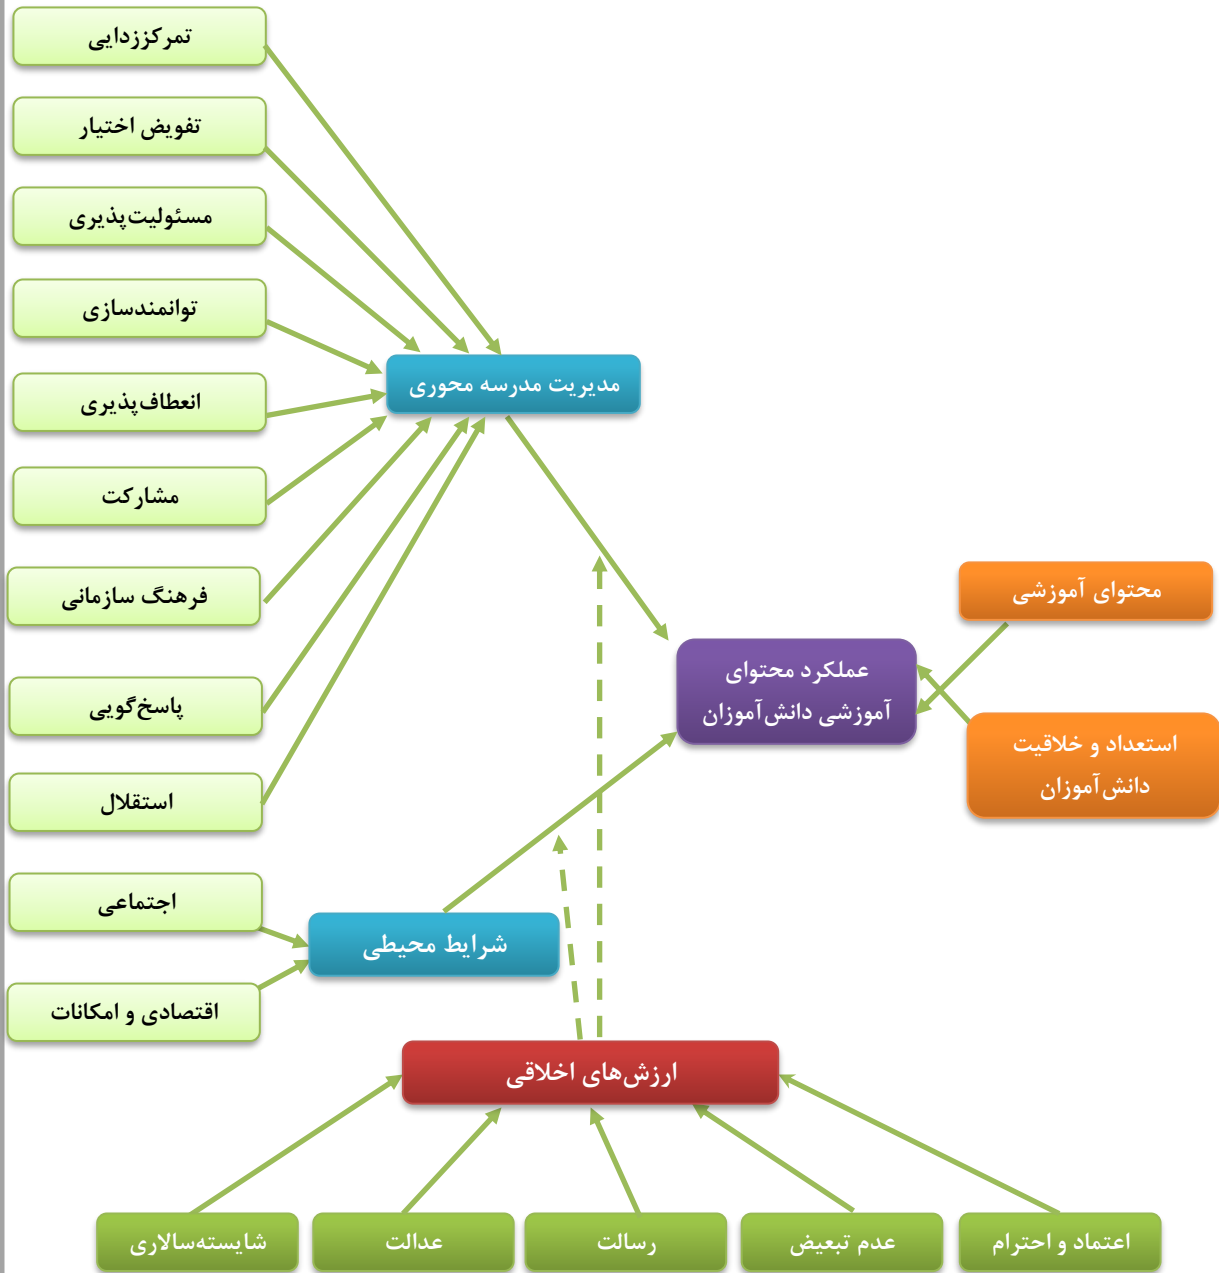 تمرکززدایی
تفویض اختیار
مسئولیت‌پذیری
توانمندسازی
مدیریت مدرسه محوری
انعطاف‌پذیری
مشارکت
فرهنگ سازمانی
محتوای آموزشی
عملکرد محتوای
آموزشی دانش‌آموزان
پاسخ‌گویی
استعداد و خلاقیت
دانش‌آموزان
استقلال
اجتماعی
شرایط محیطی
اقتصادی و امکانات
ارزش‌های اخلاقی
اعتماد و احترام
عدم تبعیض
رسالت
عدالت
شایسته‌سالاری